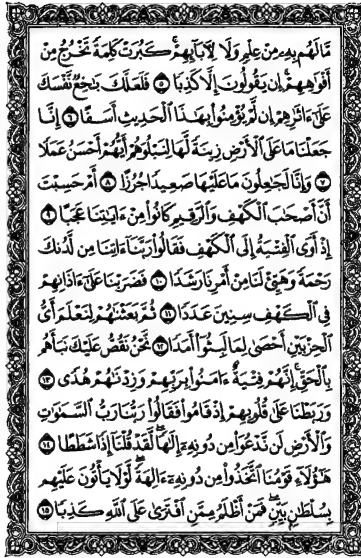 مَّا لَهُم بِهِۦ مِنْ عِلْمٍ وَلَا لِءَابَآئِهِمْ ۚ كَبُرَتْ كَلِمَةً تَخْرُجُ مِنْ
أَفْوَٰهِهِمْ ۚ إِن يَقُولُونَ إِلَّا كَذِبًا ٥ فَلَعَلَّكَ بَٰخِعٌ نَّفْسَكَ
عَلَىٰٓ ءَاثَٰرِهِمْ إِن لَّمْ يُؤْمِنُوا۟ بِهَٰذَا ٱلْحَدِيثِ أَسَفًا ٦ إِنَّا
جَعَلْنَا مَا عَلَى ٱلْأَرْضِ زِينَةً لَّهَا لِنَبْلُوَهُمْ أَيُّهُمْ أَحْسَنُ عَمَلًا
٧ وَإِنَّا لَجَٰعِلُونَ مَا عَلَيْهَا صَعِيدًا جُرُزًا ٨ أَمْ حَسِبْتَ
أَنَّ أَصْحَٰبَ ٱلْكَهْفِ وَٱلرَّقِيمِ كَانُوا۟ مِنْ ءَايَٰتِنَا عَجَبًا ٩
إِذْ أَوَى ٱلْفِتْيَةُ إِلَى ٱلْكَهْفِ فَقَالُوا۟ رَبَّنَآ ءَاتِنَا مِن لَّدُنكَ
رَحْمَةً وَهَيِّئْ لَنَا مِنْ أَمْرِنَا رَشَدًا ١٠ فَضَرَبْنَا عَلَىٰٓ ءَاذَانِهِمْ
فِى ٱلْكَهْفِ سِنِينَ عَدَدًا ١١ ثُمَّ بَعَثْنَٰهُمْ لِنَعْلَمَ أَىُّ
ٱلْحِزْبَيْنِ أَحْصَىٰ لِمَا لَبِثُوٓا۟ أَمَدًا ١٢ نَّحْنُ نَقُصُّ عَلَيْكَ نَبَأَهُم
بِٱلْحَقِّ ۚ إِنَّهُمْ فِتْيَةٌ ءَامَنُوا۟ بِرَبِّهِمْ وَزِدْنَٰهُمْ هُدًى ١٣
وَرَبَطْنَا عَلَىٰ قُلُوبِهِمْ إِذْ قَامُوا۟ فَقَالُوا۟ رَبُّنَا رَبُّ ٱلسَّمَٰوَٰتِ
وَٱلْأَرْضِ لَن نَّدْعُوَا۟ مِن دُونِهِۦٓ إِلَٰهًا ۖ لَّقَدْ قُلْنَآ إِذًا شَطَطًا ١٤
هَٰٓؤُلَآءِ قَوْمُنَا ٱتَّخَذُوا۟ مِن دُونِهِۦٓ ءَالِهَةً ۖ لَّوْلَا يَأْتُونَ عَلَيْهِم
بِسُلْطَٰنٍۭ بَيِّنٍ ۖ فَمَنْ أَظْلَمُ مِمَّنِ ٱفْتَرَىٰ عَلَى ٱللَّهِ كَذِبًا ١٥